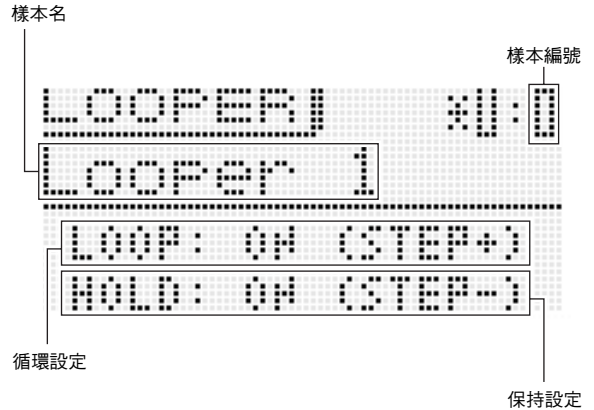 樣本名
樣本編號
LOOPER ※U:0
Looper 1
LOOP: ON (STEP+)
HOLD: ON (STEP-)
循環設定
保持設定